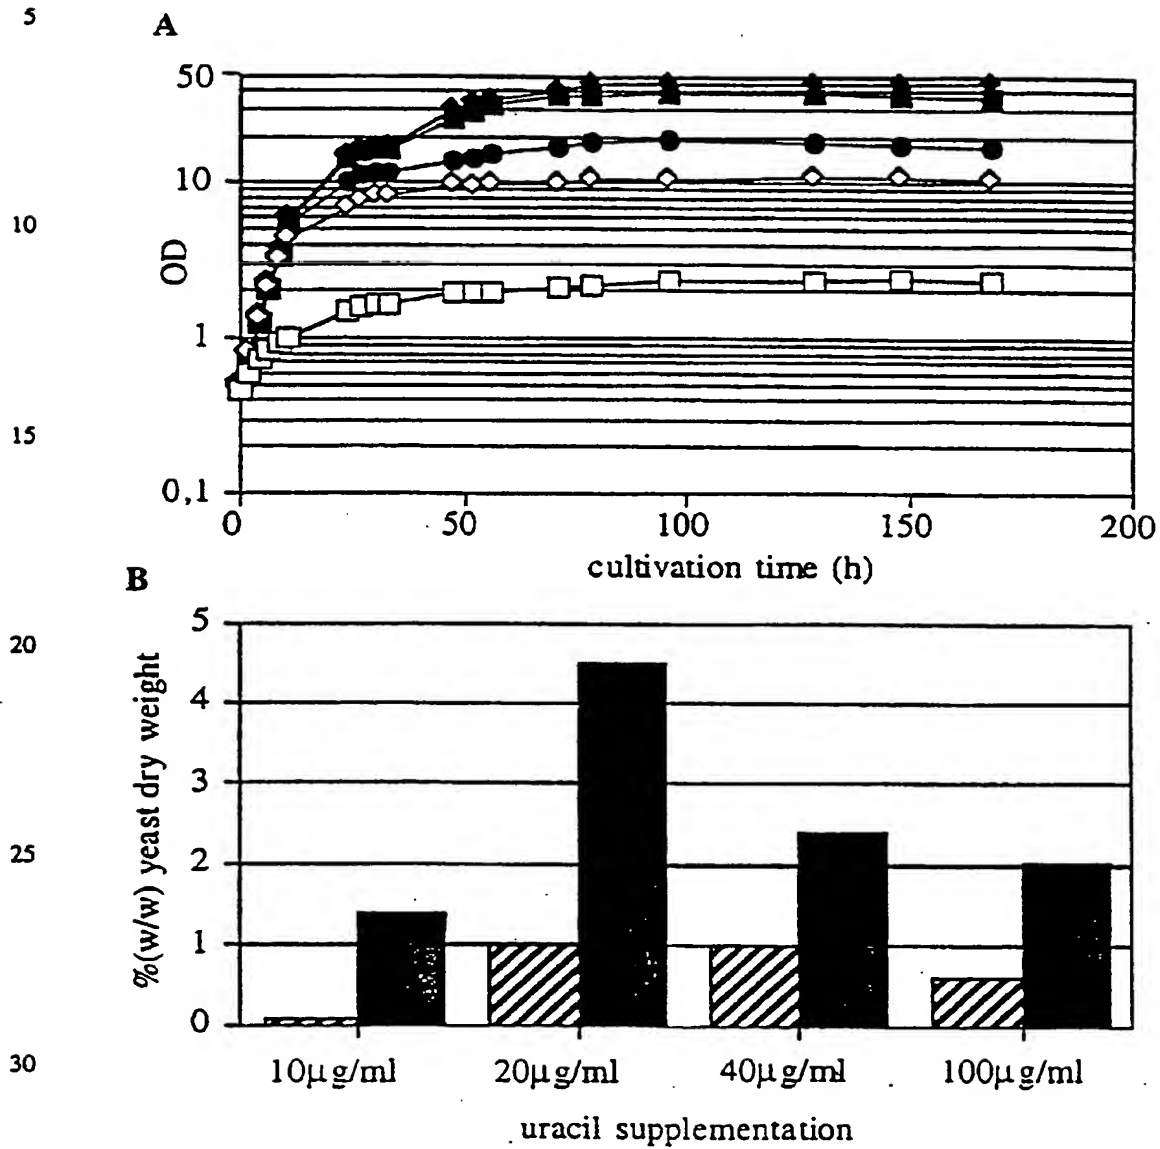 5
A
50
10
10
OD
1
15
0,1
0 50 100 150 200
cultivation time (h)
B
5
20
4
3
%(w/w) yeast dry weight
25
2
1
0
30
10µg/ml 20µg/ml 40µg/ml 100µg/ml
uracil supplementation